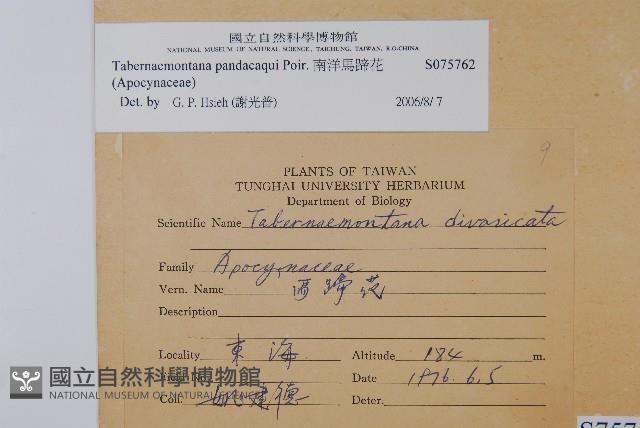 國立自然科學博物館
NATIONAL MUSEUM OF NATURAL SCIENCE, TAICHUNG, TAIWAN, R.O.CHINA
Tabernaemontana pandacaqui Poir. 南洋馬蹄花 S075762
(Apocynaceae)
Det. by G. P. Hsieh (謝光普) 2006/8/7
9
PLANTS OF TAIWAN
TUNGHAI UNIVERSITY HERBARIUM
Department of Biology
Scientific Name Tabernaemontana divasicata
Family Apocynaceae
Vern. Name 馬蹄花
Description
Locality 東海 Altitude 184 m.
Date 1976.6.5
Coll. 建德 Deter.
國立自然科學博物館
NATIONAL MUSEUM OF NATURAL SCIENCE